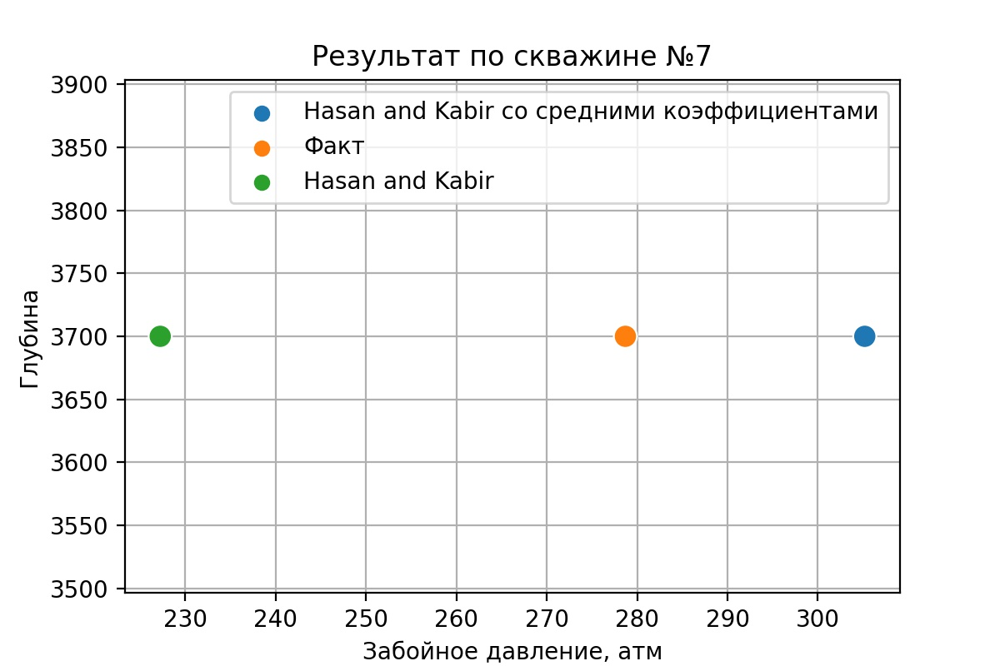 Результат по скважине №7
Hasan and Kabir со средними коэффициентами
Факт
Hasan and Kabir
Глубина
3900
3850
3800
3750
3700
3650
3600
3550
3500
230 240 250 260 270 280 290 300
Забойное давление, атм